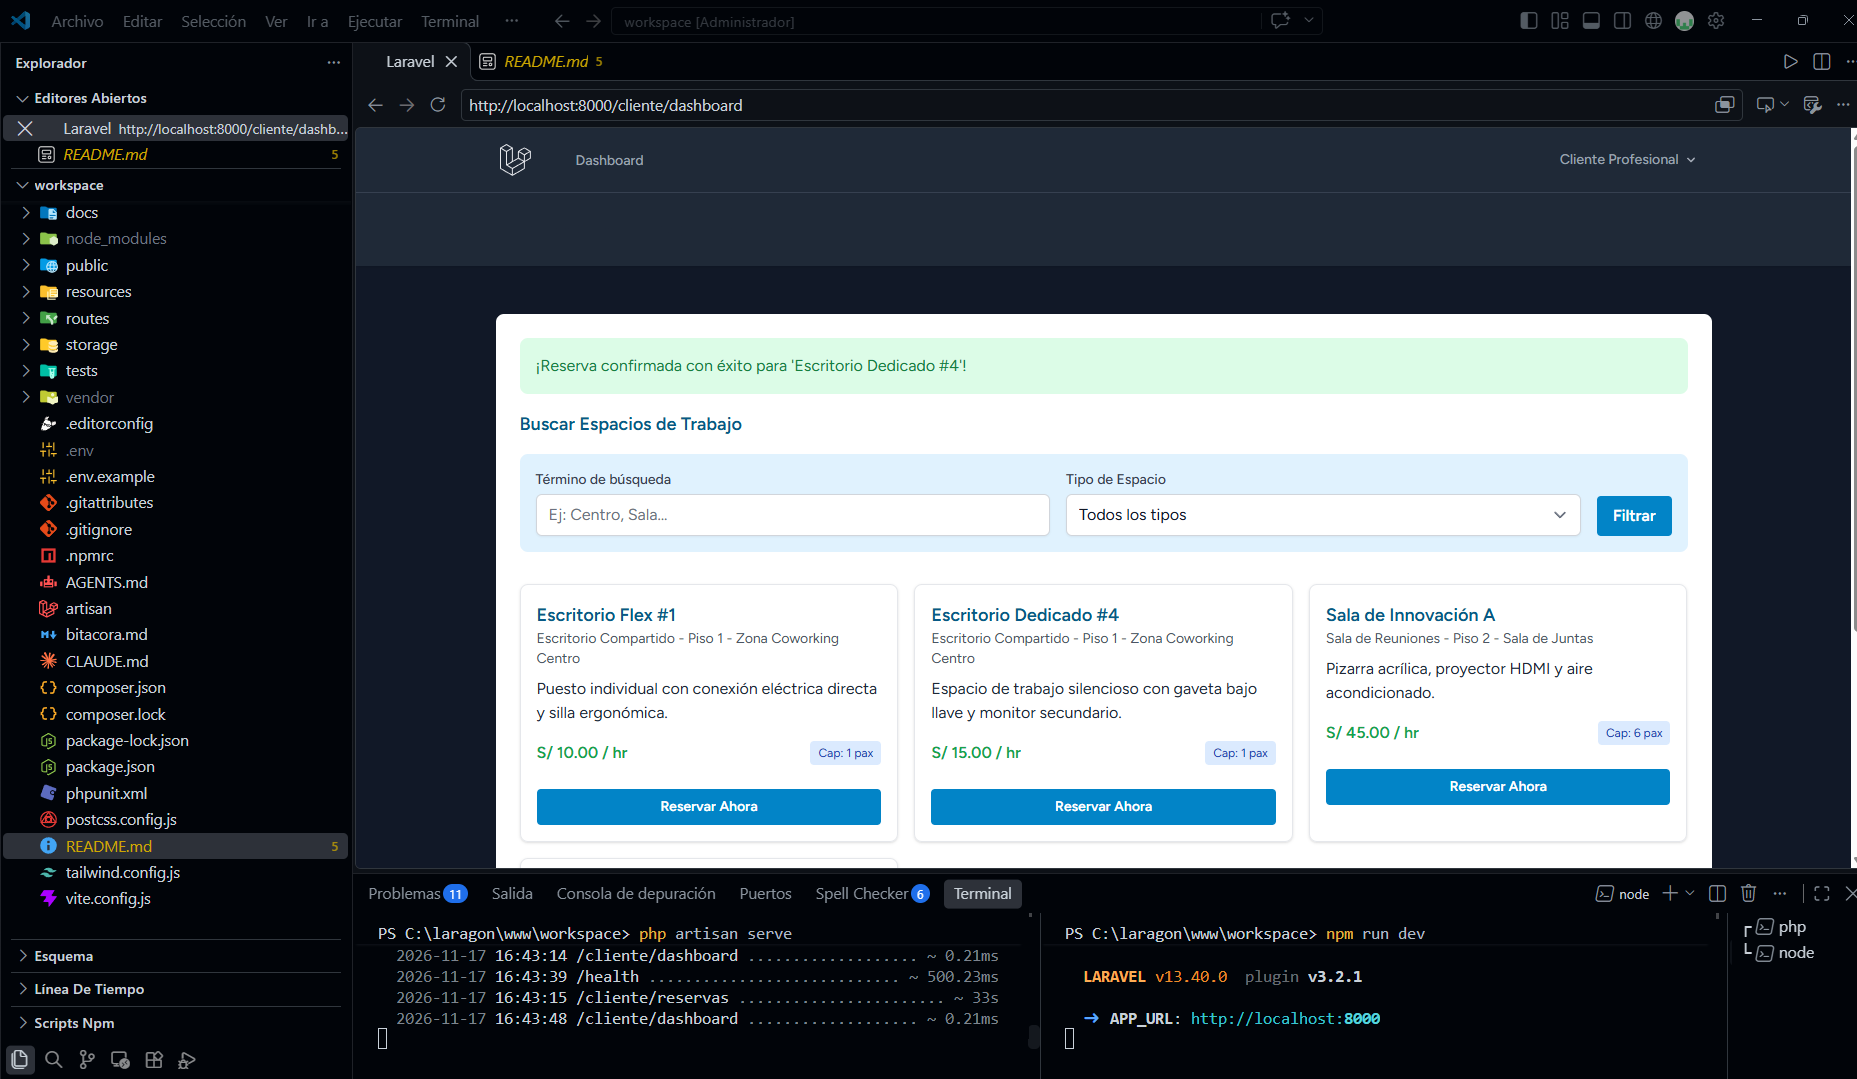 Archivo Editar Selección Ver Ir a Ejecutar Terminal ··· workspace [Administrador]
Explorador ···
Editores Abiertos
Laravel http://localhost:8000/cliente/dashb...
README.md 5
workspace
docs
node_modules
public
resources
routes
storage
tests
vendor
.editorconfig
.env
.env.example
.gitattributes
.gitignore
.npmrc
AGENTS.md
artisan
bitacora.md
CLAUDE.md
composer.json
composer.lock
package-lock.json
package.json
phpunit.xml
postcss.config.js
README.md 5
tailwind.config.js
vite.config.js
Esquema
Línea De Tiempo
Scripts Npm
Laravel README.md 5
http://localhost:8000/cliente/dashboard
Dashboard Cliente Profesional
¡Reserva confirmada con éxito para 'Escritorio Dedicado #4'!
Buscar Espacios de Trabajo
Término de búsqueda Tipo de Espacio
Ej: Centro, Sala... Todos los tipos Filtrar
Escritorio Flex #1
Escritorio Compartido - Piso 1 - Zona Coworking
Centro
Puesto individual con conexión eléctrica directa
y silla ergonómica.
S/ 10.00 / hr Cap: 1 pax
Reservar Ahora
Escritorio Dedicado #4
Escritorio Compartido - Piso 1 - Zona Coworking
Centro
Espacio de trabajo silencioso con gaveta bajo
llave y monitor secundario.
S/ 15.00 / hr Cap: 1 pax
Reservar Ahora
Sala de Innovación A
Sala de Reuniones - Piso 2 - Sala de Juntas
Pizarra acrílica, proyector HDMI y aire
acondicionado.
S/ 45.00 / hr Cap: 6 pax
Reservar Ahora
Problemas 11 Salida Consola de depuración Puertos Spell Checker 6 Terminal node
PS C:\laragon\www\workspace> php artisan serve
2026-11-17 16:43:14 /cliente/dashboard ................... ~ 0.21ms
2026-11-17 16:43:39 /health ............................ ~ 500.23ms
2026-11-17 16:43:15 /cliente/reservas ....................... ~ 33s
2026-11-17 16:43:48 /cliente/dashboard ................... ~ 0.21ms
PS C:\laragon\www\workspace> npm run dev
LARAVEL v13.40.0 plugin v3.2.1
➜ APP_URL: http://localhost:8000
php
node